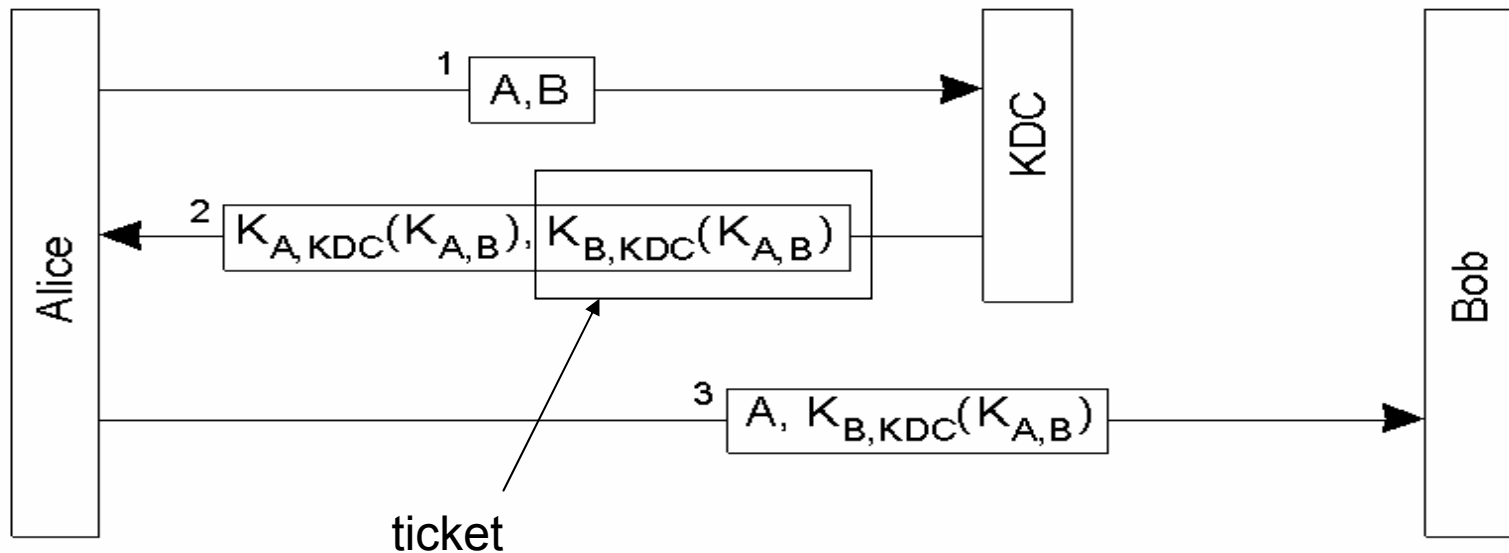 Alice
KDC
Bob
1
A,B
2
K_{A,KDC}(K_{A,B}), K_{B,KDC}(K_{A,B})
3
A, K_{B,KDC}(K_{A,B})
ticket